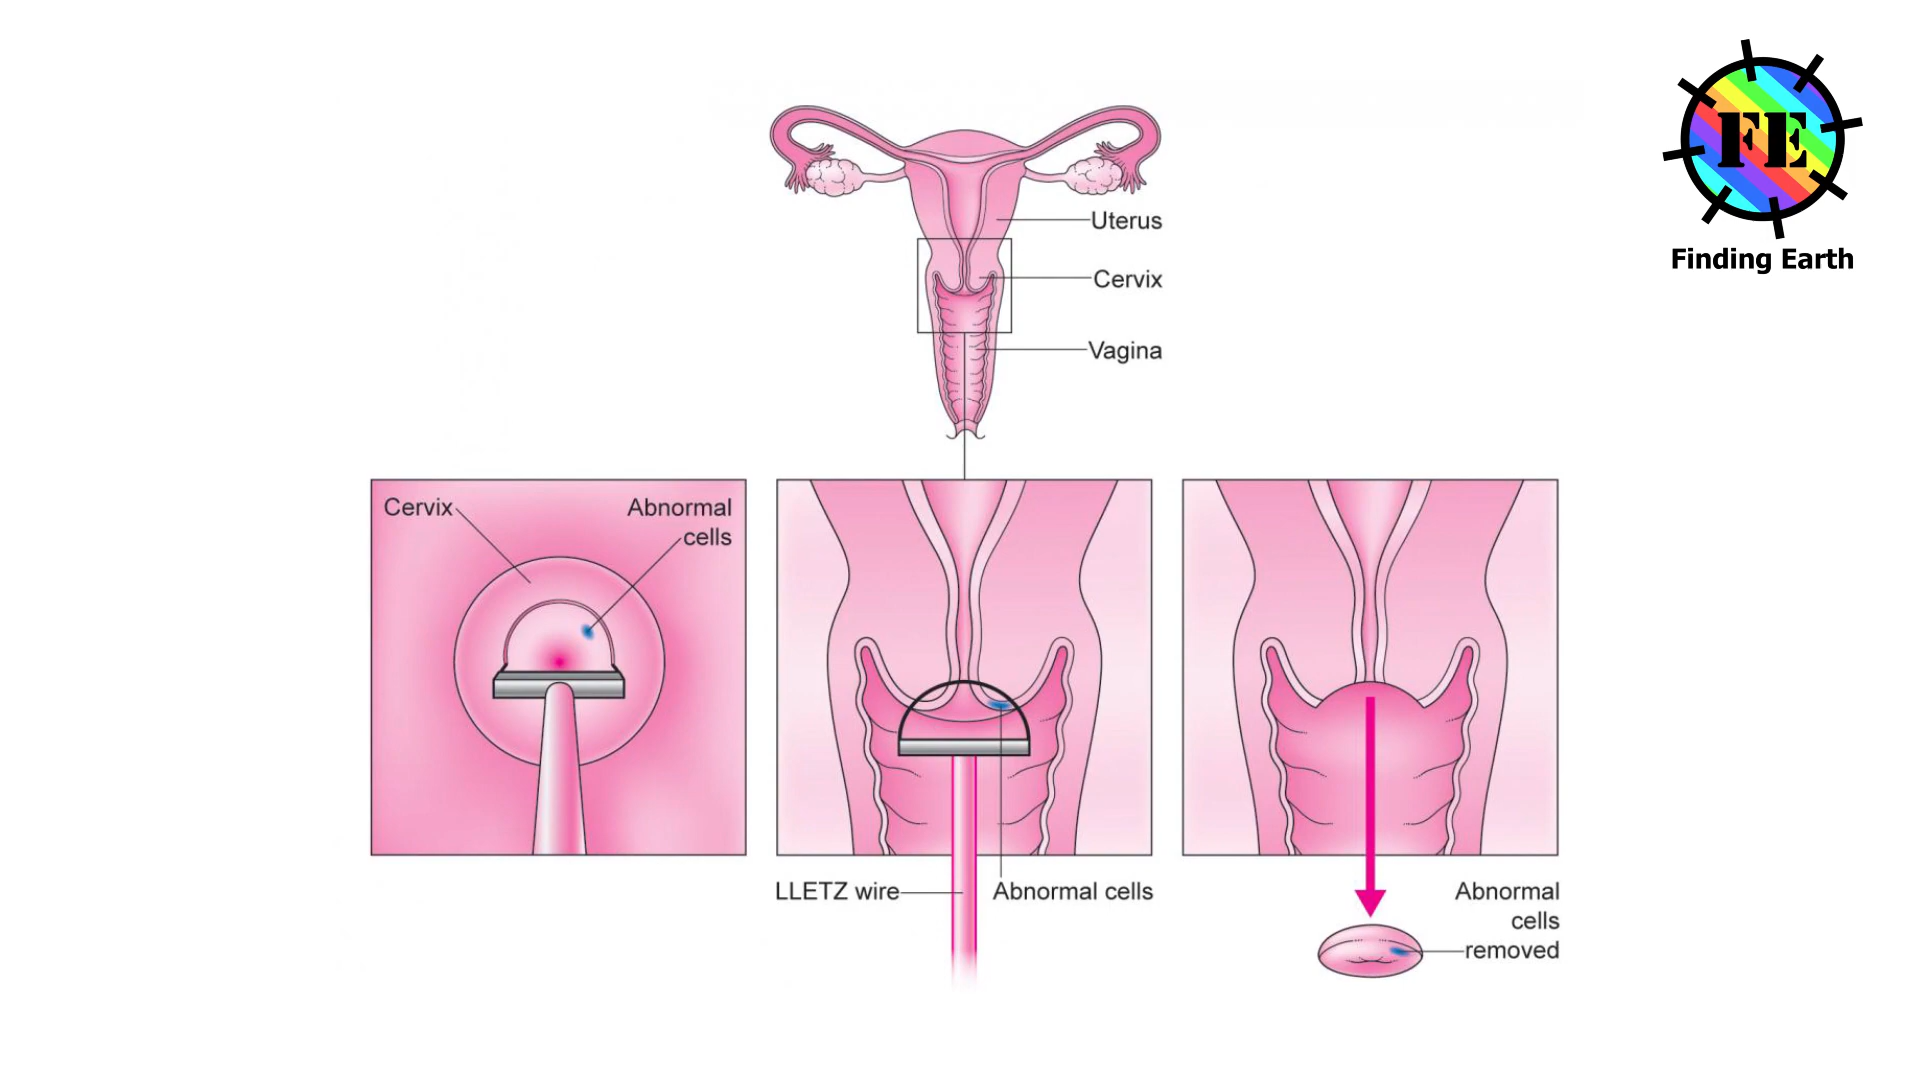 FE
Finding Earth
Uterus
Cervix
Vagina
Cervix
Abnormal
cells
LLETZ wire
Abnormal cells
Abnormal
cells
removed